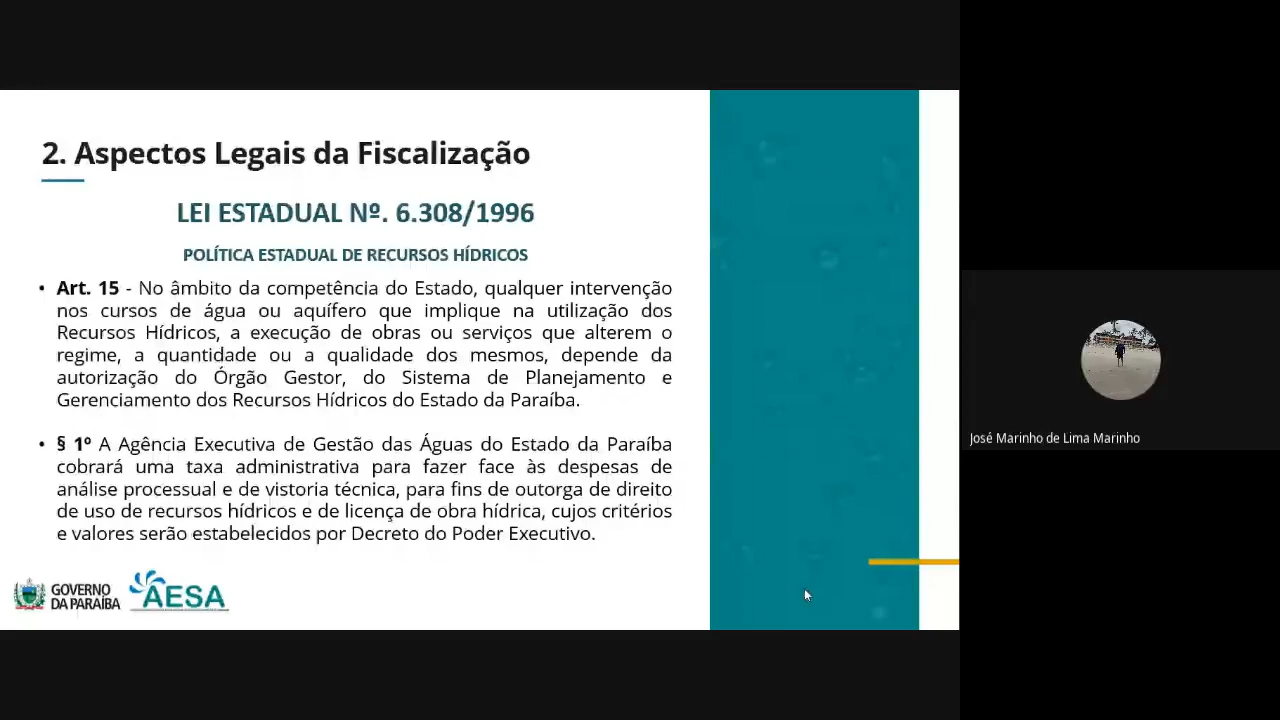 2. Aspectos Legais da Fiscalização
LEI ESTADUAL Nº. 6.308/1996
POLÍTICA ESTADUAL DE RECURSOS HÍDRICOS
• Art. 15 - No âmbito da competência do Estado, qualquer intervenção
nos cursos de água ou aquífero que implique na utilização dos
Recursos Hídricos, a execução de obras ou serviços que alterem o
regime, a quantidade ou a qualidade dos mesmos, depende da
autorização do Órgão Gestor, do Sistema de Planejamento e
Gerenciamento dos Recursos Hídricos do Estado da Paraíba.
• § 1º A Agência Executiva de Gestão das Águas do Estado da Paraíba
cobrará uma taxa administrativa para fazer face às despesas de
análise processual e de vistoria técnica, para fins de outorga de direito
de uso de recursos hídricos e de licença de obra hídrica, cujos critérios
e valores serão estabelecidos por Decreto do Poder Executivo.
GOVERNO
DA PARAÍBA
AESA
José Marinho de Lima Marinho